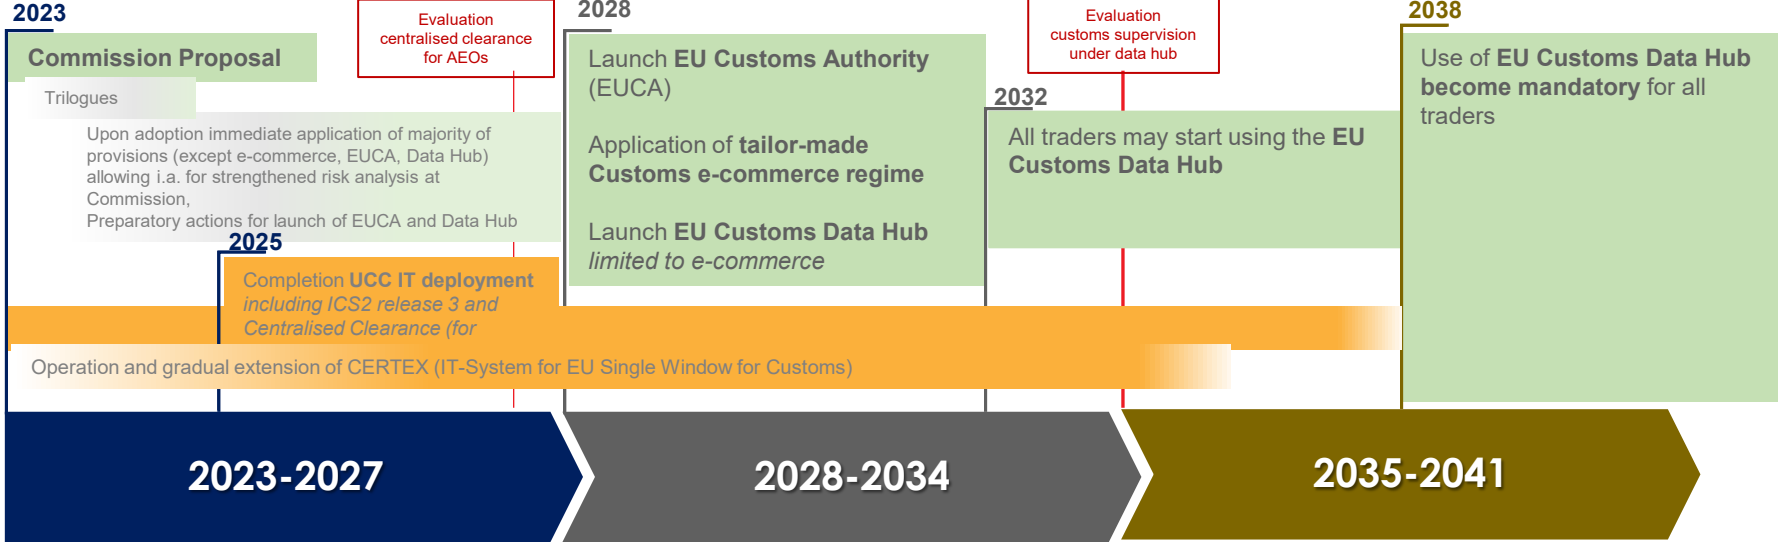 2023
Commission Proposal
Trilogues
Upon adoption immediate application of majority of
provisions (except e-commerce, EUCA, Data Hub)
allowing i.a. for strengthened risk analysis at
Commission,
Preparatory actions for launch of EUCA and Data Hub
2025
Completion UCC IT deployment
including ICS2 release 3 and
Centralised Clearance (for
Operation and gradual extension of CERTEX (IT-System for EU Single Window for Customs)
Evaluation
centralised clearance
for AEOs
2028
Launch EU Customs Authority
(EUCA)
Application of tailor-made
Customs e-commerce regime
Launch EU Customs Data Hub
limited to e-commerce
2032
All traders may start using the EU
Customs Data Hub
Evaluation
customs supervision
under data hub
2038
Use of EU Customs Data Hub
become mandatory for all
traders
2023-2027
2028-2034
2035-2041